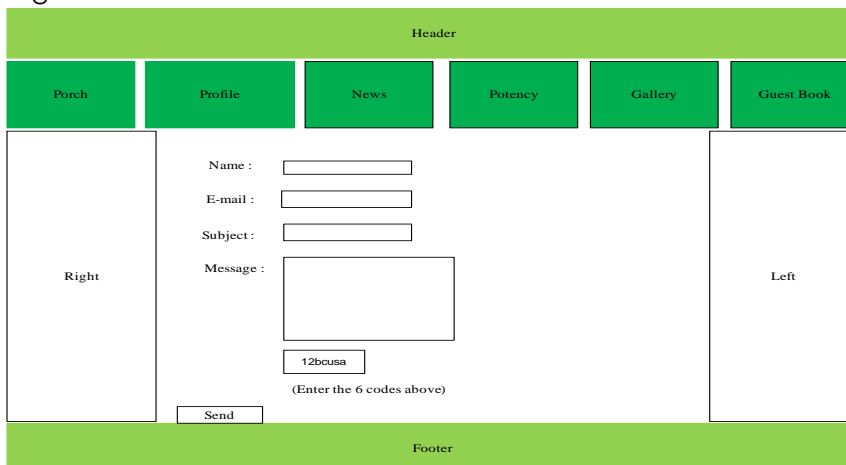 Header
Porch Profile News Potency Gallery Guest Book
Name :
E-mail :
Subject :
Right
Message :
Left
12bcusa
(Enter the 6 codes above)
Send
Footer